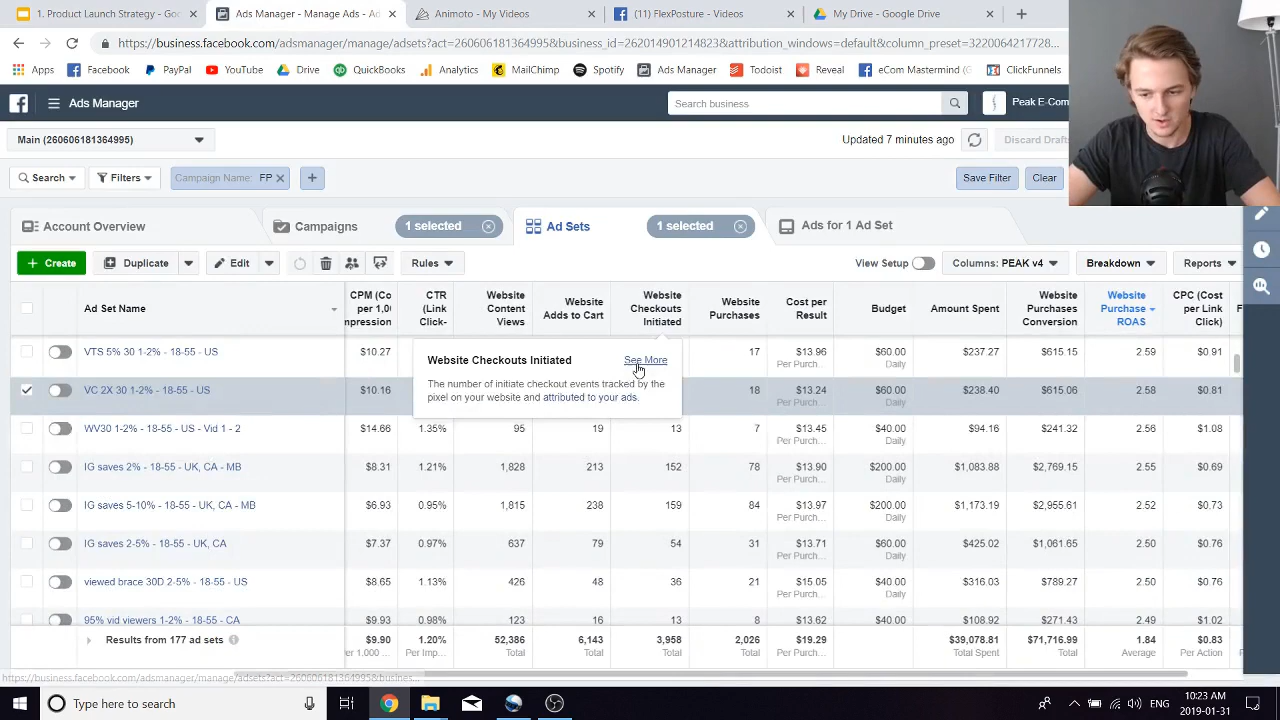 1. Product Launch Strategy - Goo
Ads Manager - Manage Ads - Ad
Animoto - My Videos
(1) FlexPosture - Videos
My Drive - Google Drive
https://business.facebook.com/adsmanager/manage/adsets?act=260606181364995&business_id=262014901214823&attribution_windows=default&column_preset=3220064217728...
Apps
Facebook
PayPal
YouTube
Drive
QuickBooks
Analytics
MailChimp
Spotify
Ads Manager
Todoist
Reveal
eCom Mastermind (G
ClickFunnels
Ads Manager
Search business
Peak E-Com
Main (260606181364995)
Updated 7 minutes ago
Discard Draft
Search
Filters
Campaign Name: FP
Save Filter
Clear
Account Overview
Campaigns
1 selected
Ad Sets
1 selected
Ads for 1 Ad Set
Create
Duplicate
Edit
Rules
View Setup
Columns: PEAK v4
Breakdown
Reports
Ad Set Name
CPM (Co
per 1,00
mpression
CTR
(Link
Click-
Website
Content
Views
Website
Adds to Cart
Website
Checkouts
Initiated
Website
Purchases
Cost per
Result
Budget
Amount Spent
Website
Purchases
Conversion
Website
Purchase
ROAS
CPC (Cost
per Link
Click)
VTS 5% 30 1-2% - 18-55 - US $10.27 17 $13.96 $60.00 $237.27 $615.15 2.59 $0.91
Per Purch... Daily
VC 2X 30 1-2% - 18-55 - US $10.16 18 $13.24 $60.00 $238.40 $615.06 2.58 $0.81
Per Purch... Daily
Website Checkouts Initiated See More
The number of initiate checkout events tracked by the
pixel on your website and attributed to your ads.
WV30 1-2% - 18-55 - US - Vid 1 - 2 $14.66 1.35% 95 19 13 7 $13.45 $40.00 $94.16 $241.32 2.56 $1.08
Per Purch... Daily
IG saves 2% - 18-55 - UK, CA - MB $8.31 1.21% 1,828 213 152 78 $13.90 $200.00 $1,083.88 $2,769.15 2.55 $0.69
Per Purch... Daily
IG saves 5-10% - 18-55 - UK, CA - MB $6.93 0.95% 1,815 238 159 84 $13.97 $200.00 $1,173.19 $2,955.61 2.52 $0.73
Per Purch... Daily
IG saves 2-5% - 18-55 - UK, CA $7.37 0.97% 637 79 54 31 $13.71 $60.00 $425.02 $1,061.65 2.50 $0.76
Per Purch... Daily
viewed brace 30D 2-5% - 18-55 - US $8.65 1.13% 426 48 36 21 $15.05 $40.00 $316.03 $789.27 2.50 $0.76
Per Purch... Daily
95% vid viewers 1-2% - 18-55 - CA $9.93 0.98% 123 16 13 8 $13.62 $40.00 $108.92 $271.43 2.49 $1.02
Results from 177 ad sets $9.90 1.20% 52,386 6,143 3,958 2,026 $19.29 $39,078.81 $71,716.99 1.84 $0.83
Per 1,000 ... Per Imp... Total Total Total Total Per Purch... Total Spent Total Average Per Action
https://business.facebook.com/adsmanager/manage/adsets?act=260606181364995&busines...
Type here to search
ENG
10:23 AM
2019-01-31